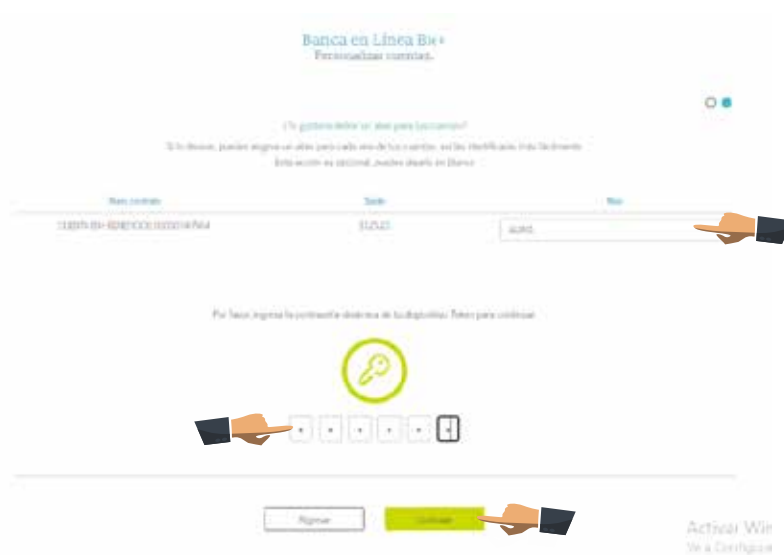 Banca en Línea Bx+
Personalizar cuentas.
¿Te gustaría definir un alias para tus cuentas?
Si lo deseas, puedes asignar un alias para cada una de tus cuentas, así las identificarás más fácilmente.
Esta acción es opcional, puedes dejarlo en blanco
Saldo
Alias
Por favor, ingresa la contraseña dinámica de tu dispositivo Token para continuar
Regresar
Continuar
Activar Win
Ve a Configura